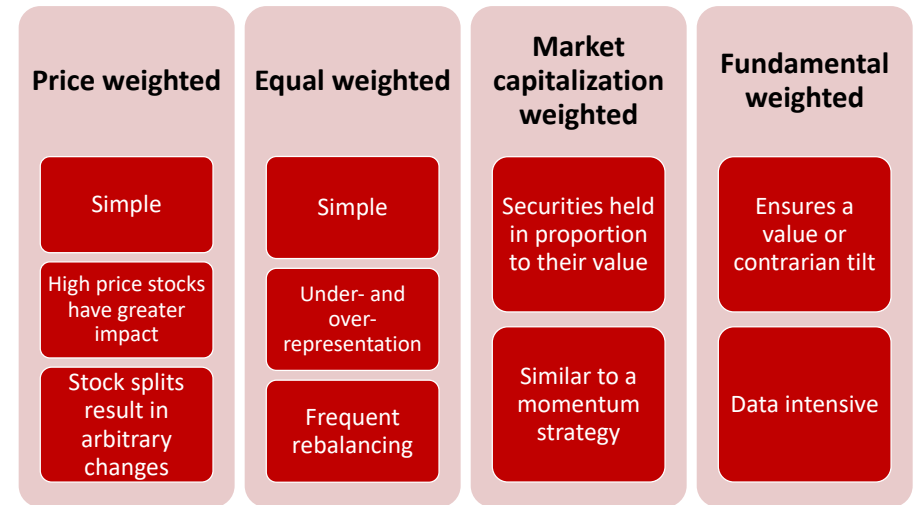 Price weighted
Simple
High price stocks
have greater
impact
Stock splits
result in
arbitrary
changes
Equal weighted
Simple
Under- and
over-
representation
Frequent
rebalancing
Market
capitalization
weighted
Securities held
in proportion
to their value
Similar to a
momentum
strategy
Fundamental
weighted
Ensures a
value or
contrarian tilt
Data intensive